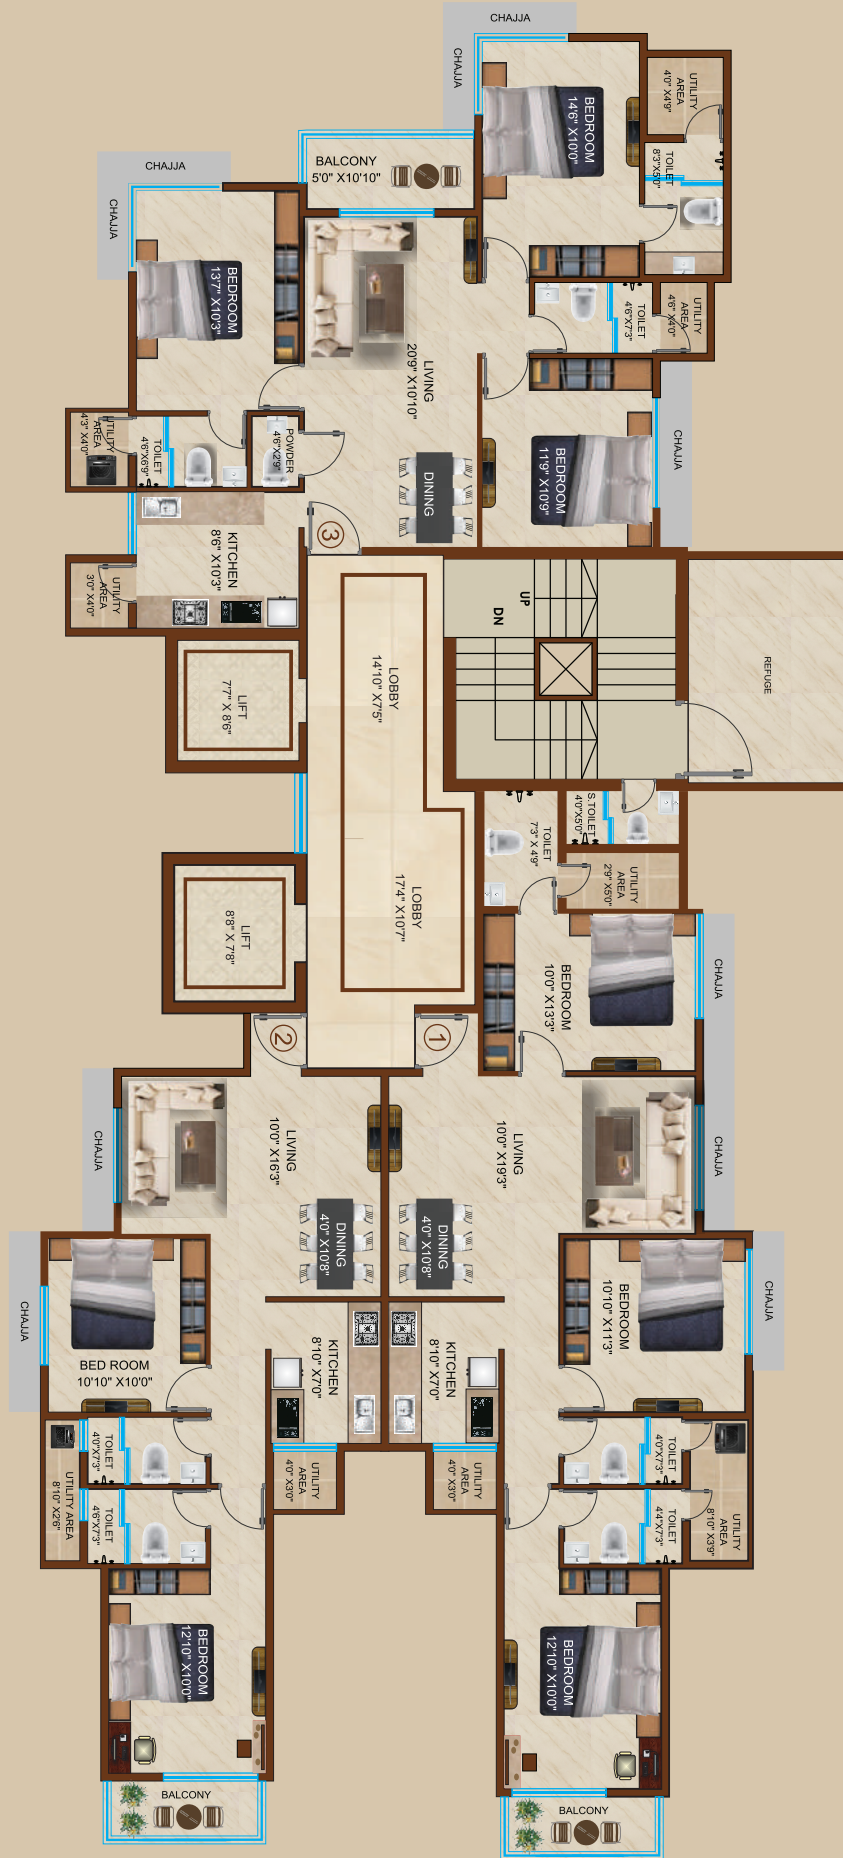 CHAJJA
CHAJJA
UTILITY
AREA
4'0" X4'9"
BEDROOM
14'6" X10'0"
TOILET
8'3"X5'0"
BALCONY
5'0" X10'10"
CHAJJA
CHAJJA
BEDROOM
13'7" X10'3"
TOILET
4'6"X7'3"
UTILITY
AREA
4'6" X4'0"
LIVING
20'9" X10'10"
UTILITY
AREA
4'3" X4'0"
TOILET
4'6"X6'9"
POWDER
4'6"X2'9"
DINING
BEDROOM
11'9" X10'9"
CHAJJA
3
KITCHEN
8'6" X10'3"
UTILITY
AREA
3'0" X4'0"
UP
DN
LIFT
7'7" X 8'6"
LOBBY
14'10" X7'5"
REFUGE
S.TOILET
4'0"X5'0"
TOILET
7'3" X 4'9"
UTILITY
AREA
2'9" X5'0"
LIFT
8'8" X 7'8"
LOBBY
17'4" X10'7"
BEDROOM
10'0" X13'3"
CHAJJA
2
1
CHAJJA
LIVING
10'0" X16'3"
LIVING
10'0" X19'3"
CHAJJA
DINING
4'0" X10'8"
DINING
4'0" X10'8"
CHAJJA
BED ROOM
10'10" X10'0"
KITCHEN
8'10" X7'0"
KITCHEN
8'10" X7'0"
BEDROOM
10'10" X11'3"
CHAJJA
TOILET
4'0"X7'3"
UTILITY AREA
8'10" X2'6"
TOILET
4'6"X7'3"
UTILITY
AREA
4'0" X3'0"
UTILITY
AREA
4'0" X3'0"
TOILET
4'0"X7'3"
TOILET
4'4"X7'3"
UTILITY
AREA
8'10" X3'9"
BEDROOM
12'10" X10'0"
BEDROOM
12'10" X10'0"
BALCONY
BALCONY